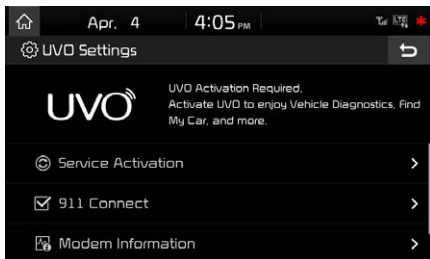 Apr. 4 4:05 PM LTE
UVO Settings
UVO
UVO Activation Required.
Activate UVO to enjoy Vehicle Diagnostics, Find
My Car, and more.
Service Activation
911 Connect
Modem Information